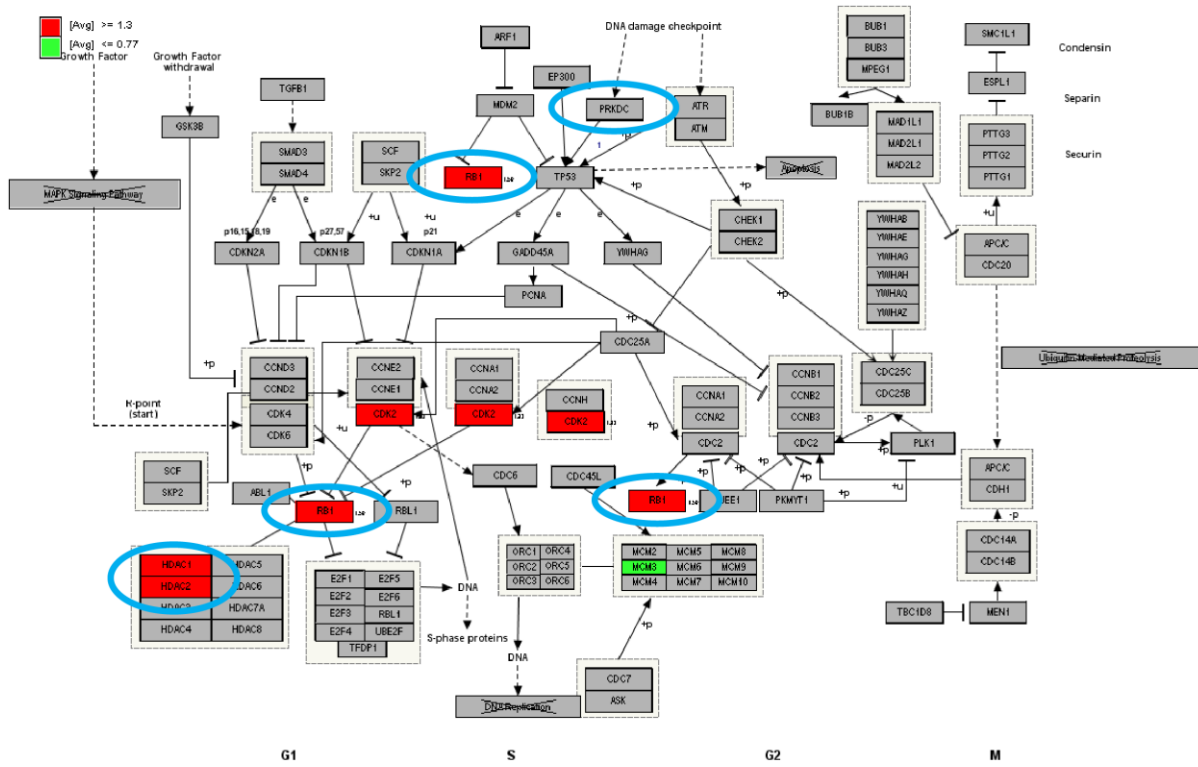 [Avg] >= 1.3
[Avg] <= 0.77
Growth Factor
Growth Factor
withdrawal
DNA damage checkpoint
ARF1
EP300
PRKDC
ATR
ATM
BUB1
BUB3
MPEG1
SMC1L1
Condensin
TGFB1
MDM2
ESPL1
Separin
GSK3B
BUB1B
MAD1L1
MAD2L1
MAD2L2
PTTG3
PTTG2
PTTG1
Securin
SMAD3
SMAD4
SCF
SKP2
RB1
TP53
+p
1
Apoptosis
MAPK Signaling Pathway
e
e
+u
+u
e
e
e
+p
+p
+u
CHEK1
CHEK2
YWHAB
YWHAE
YWHAG
YWHAH
YWHAQ
YWHAZ
APC/C
CDC20
p27,57
p21
CDKN2A
CDKN1B
CDKN1A
GADD45A
YWHAG
PCNA
+p
+p
CDC25A
Ubiquitin Mediated Proteolysis
+p
CCND3
CCND2
CDK4
CDK6
CCNE2
CCNE1
CDK2
CCNA1
CCNA2
CDK2
CCNH
CDK2
CCNA1
CCNA2
CDC2
CCNB1
CCNB2
CCNB3
CDC2
CDC25C
CDC25B
PLK1
R-point
(start)
+u
+p
+p
+p
SCF
SKP2
+p
+p
CDC6
CDC45L
+p
+p
+p
+p
+u
APC/C
CDH1
ABL1
RB1
RBL1
RB1
PKMYT1
-p
HDAC1
HDAC5
HDAC2
HDAC6
HDAC7A
HDAC4
HDAC8
E2F1
E2F5
E2F2
E2F6
E2F3
RBL1
E2F4
UBE2F
TFDP1
DNA
S-phase proteins
ORC1
ORC4
ORC2
ORC5
ORC3
ORC6
MCM2
MCM5
MCM8
MCM3
MCM6
MCM9
MCM4
MCM7
MCM10
CDC14A
CDC14B
TBC1D8
MEN1
+p
DNA
DNA Replication
CDC7
ASK
G1
S
G2
M